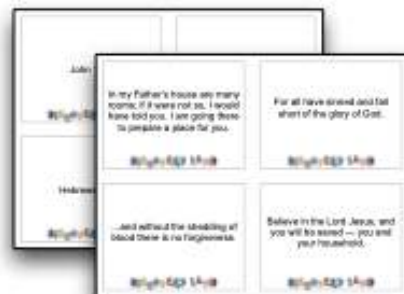 John
Hebrews
In my Father's house are many
rooms; if it were not so, I would
have told you. I am going there
to prepare a place for you.
For all have sinned and fall
short of the glory of God.
...and without the shedding of
blood there is no forgiveness.
Believe in the Lord Jesus, and
you will be saved — you and
your household.